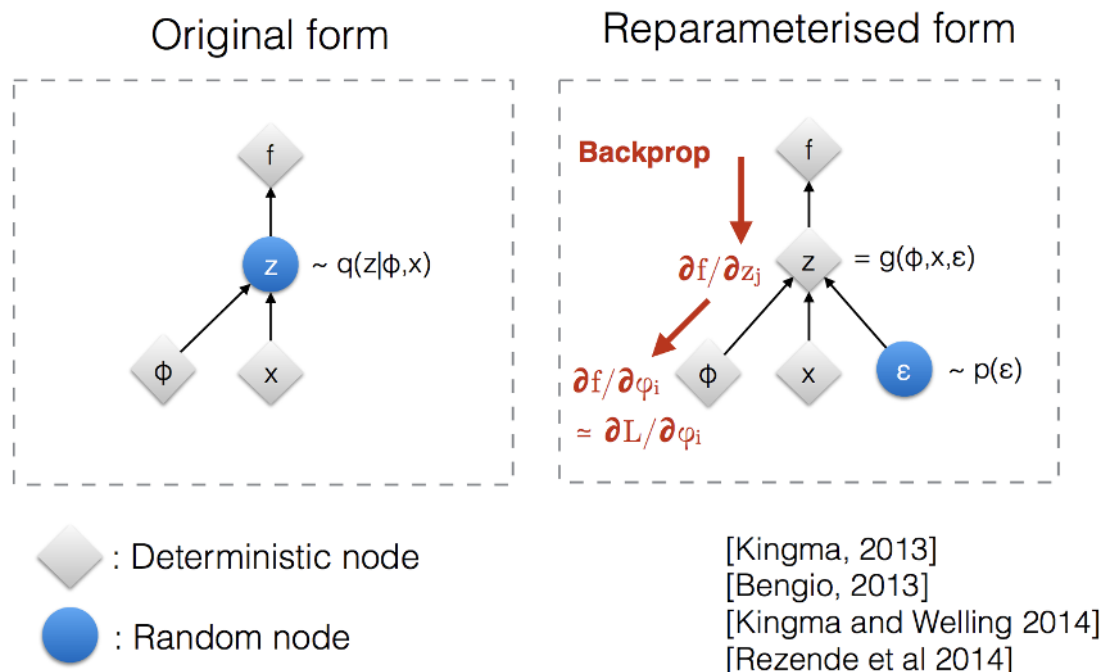 Original form
f
z ~ q(z|ϕ,x)
ϕ x
: Deterministic node
: Random node
Reparameterised form
Backprop
f
∂f/∂zj
z = g(ϕ,x,ε)
∂f/∂φi
≃ ∂L/∂φi
ϕ x ε ~ p(ε)
[Kingma, 2013]
[Bengio, 2013]
[Kingma and Welling 2014]
[Rezende et al 2014]